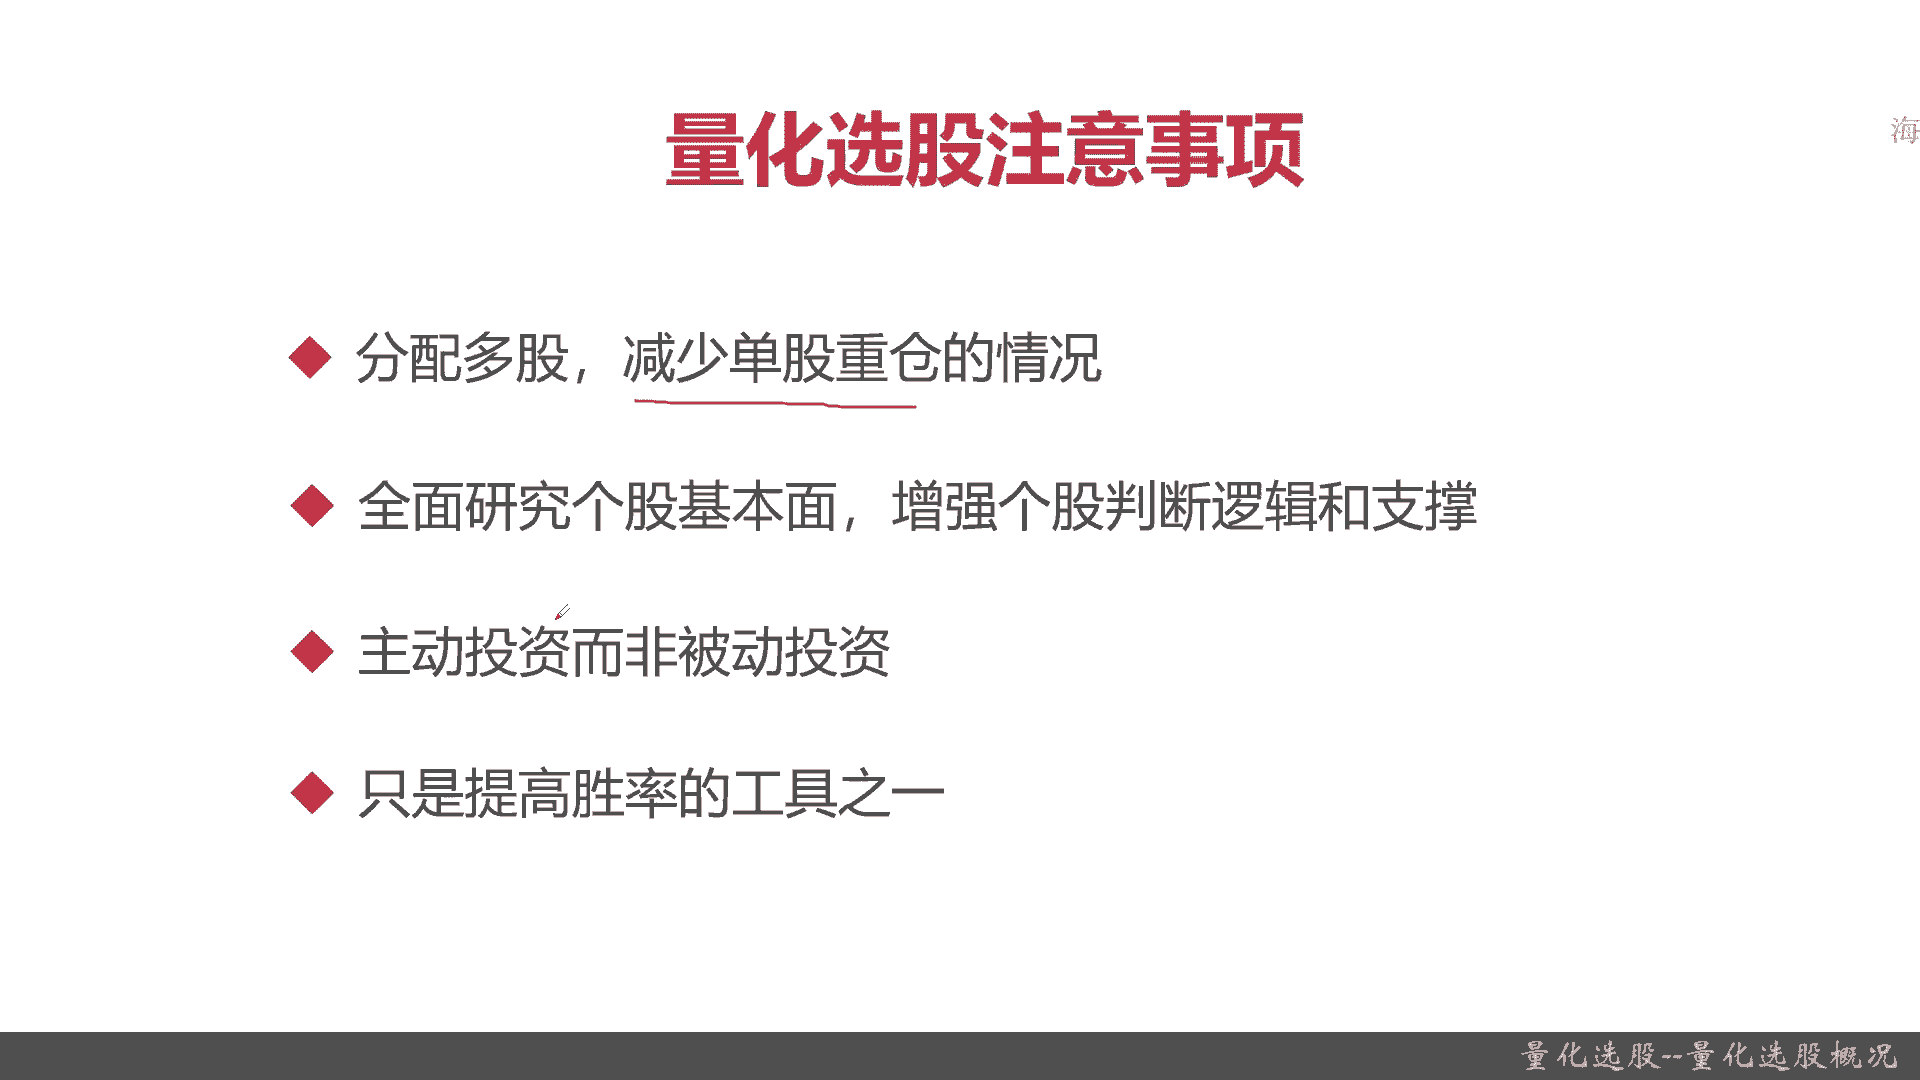 量化选股注意事项
海
分配多股，减少单股重仓的情况
全面研究个股基本面，增强个股判断逻辑和支撑
主动投资而非被动投资
只是提高胜率的工具之一
量化选股--量化选股概况